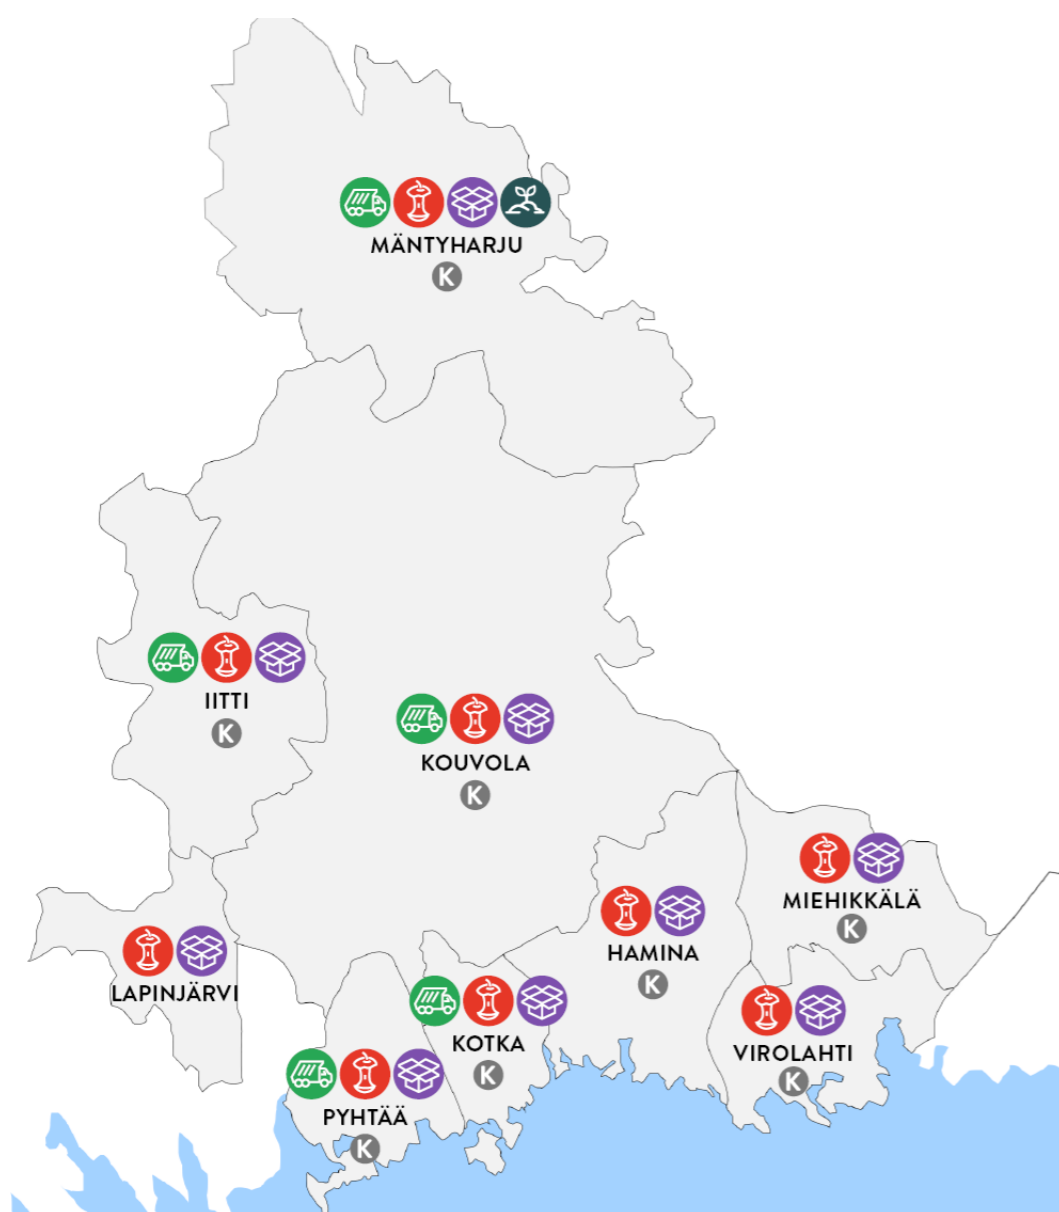 MÄNTYHARJU
K
IITTI
K
KOUVOLA
K
MIEHIKKÄLÄ
K
HAMINA
K
LAPINJÄRVI
KOTKA
K
VIROLAHTI
K
PYHTÄÄ
K